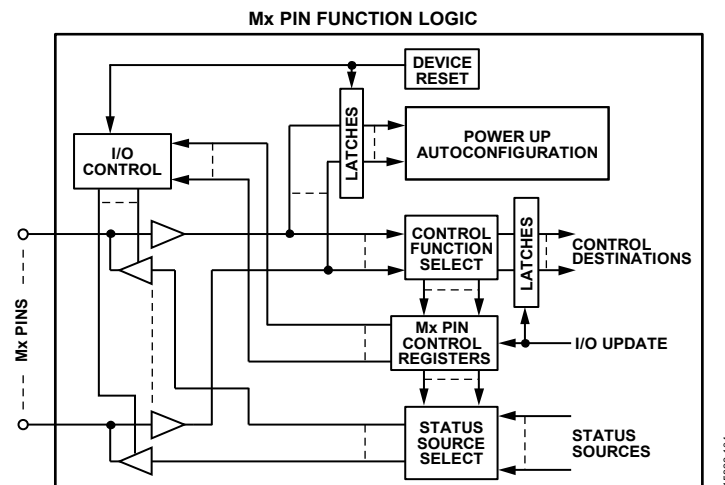 Mx PIN FUNCTION LOGIC
DEVICE
RESET
LATCHES
POWER UP
AUTOCONFIGURATION
I/O
CONTROL
CONTROL
FUNCTION
SELECT
LATCHES
CONTROL
DESTINATIONS
Mx PINS
Mx PIN
CONTROL
REGISTERS
I/O UPDATE
STATUS
SOURCE
SELECT
STATUS
SOURCES